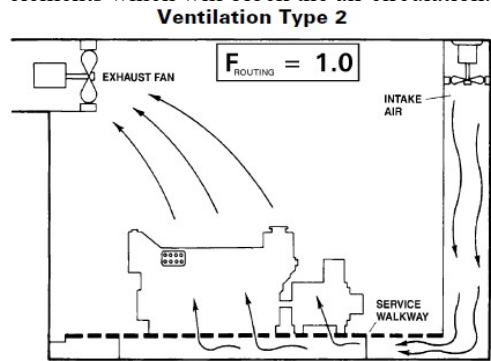 Ventilation Type 2
EXHAUST FAN
F ROUTING = 1.0
INTAKE
AIR
SERVICE
WALKWAY